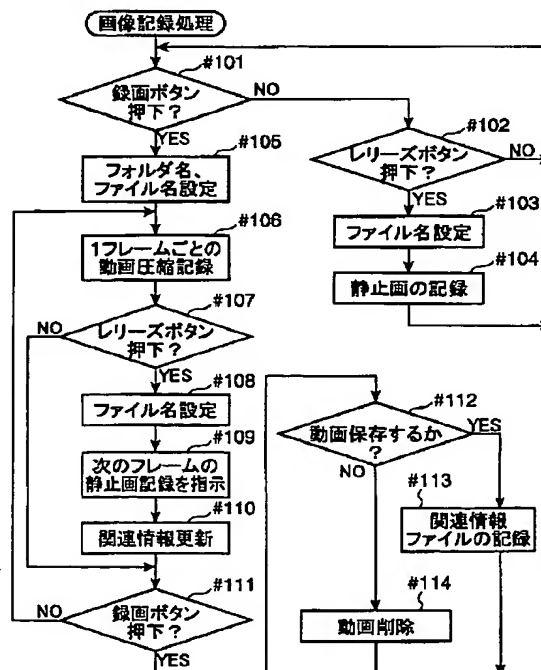 画像記録処理
#101
録画ボタン
押下?
NO
YES
#102
レリーズボタン
押下?
NO
YES
#103
ファイル名設定
#104
静止画の記録
#105
フォルダ名、
ファイル名設定
#106
1フレームごとの
動画圧縮記録
#107
レリーズボタン
押下?
NO
YES
#108
ファイル名設定
#109
次のフレームの
静止画記録を指示
#110
関連情報更新
#111
録画ボタン
押下?
NO
YES
#112
動画保存するか
?
YES
NO
#113
関連情報
ファイルの記録
#114
動画削除